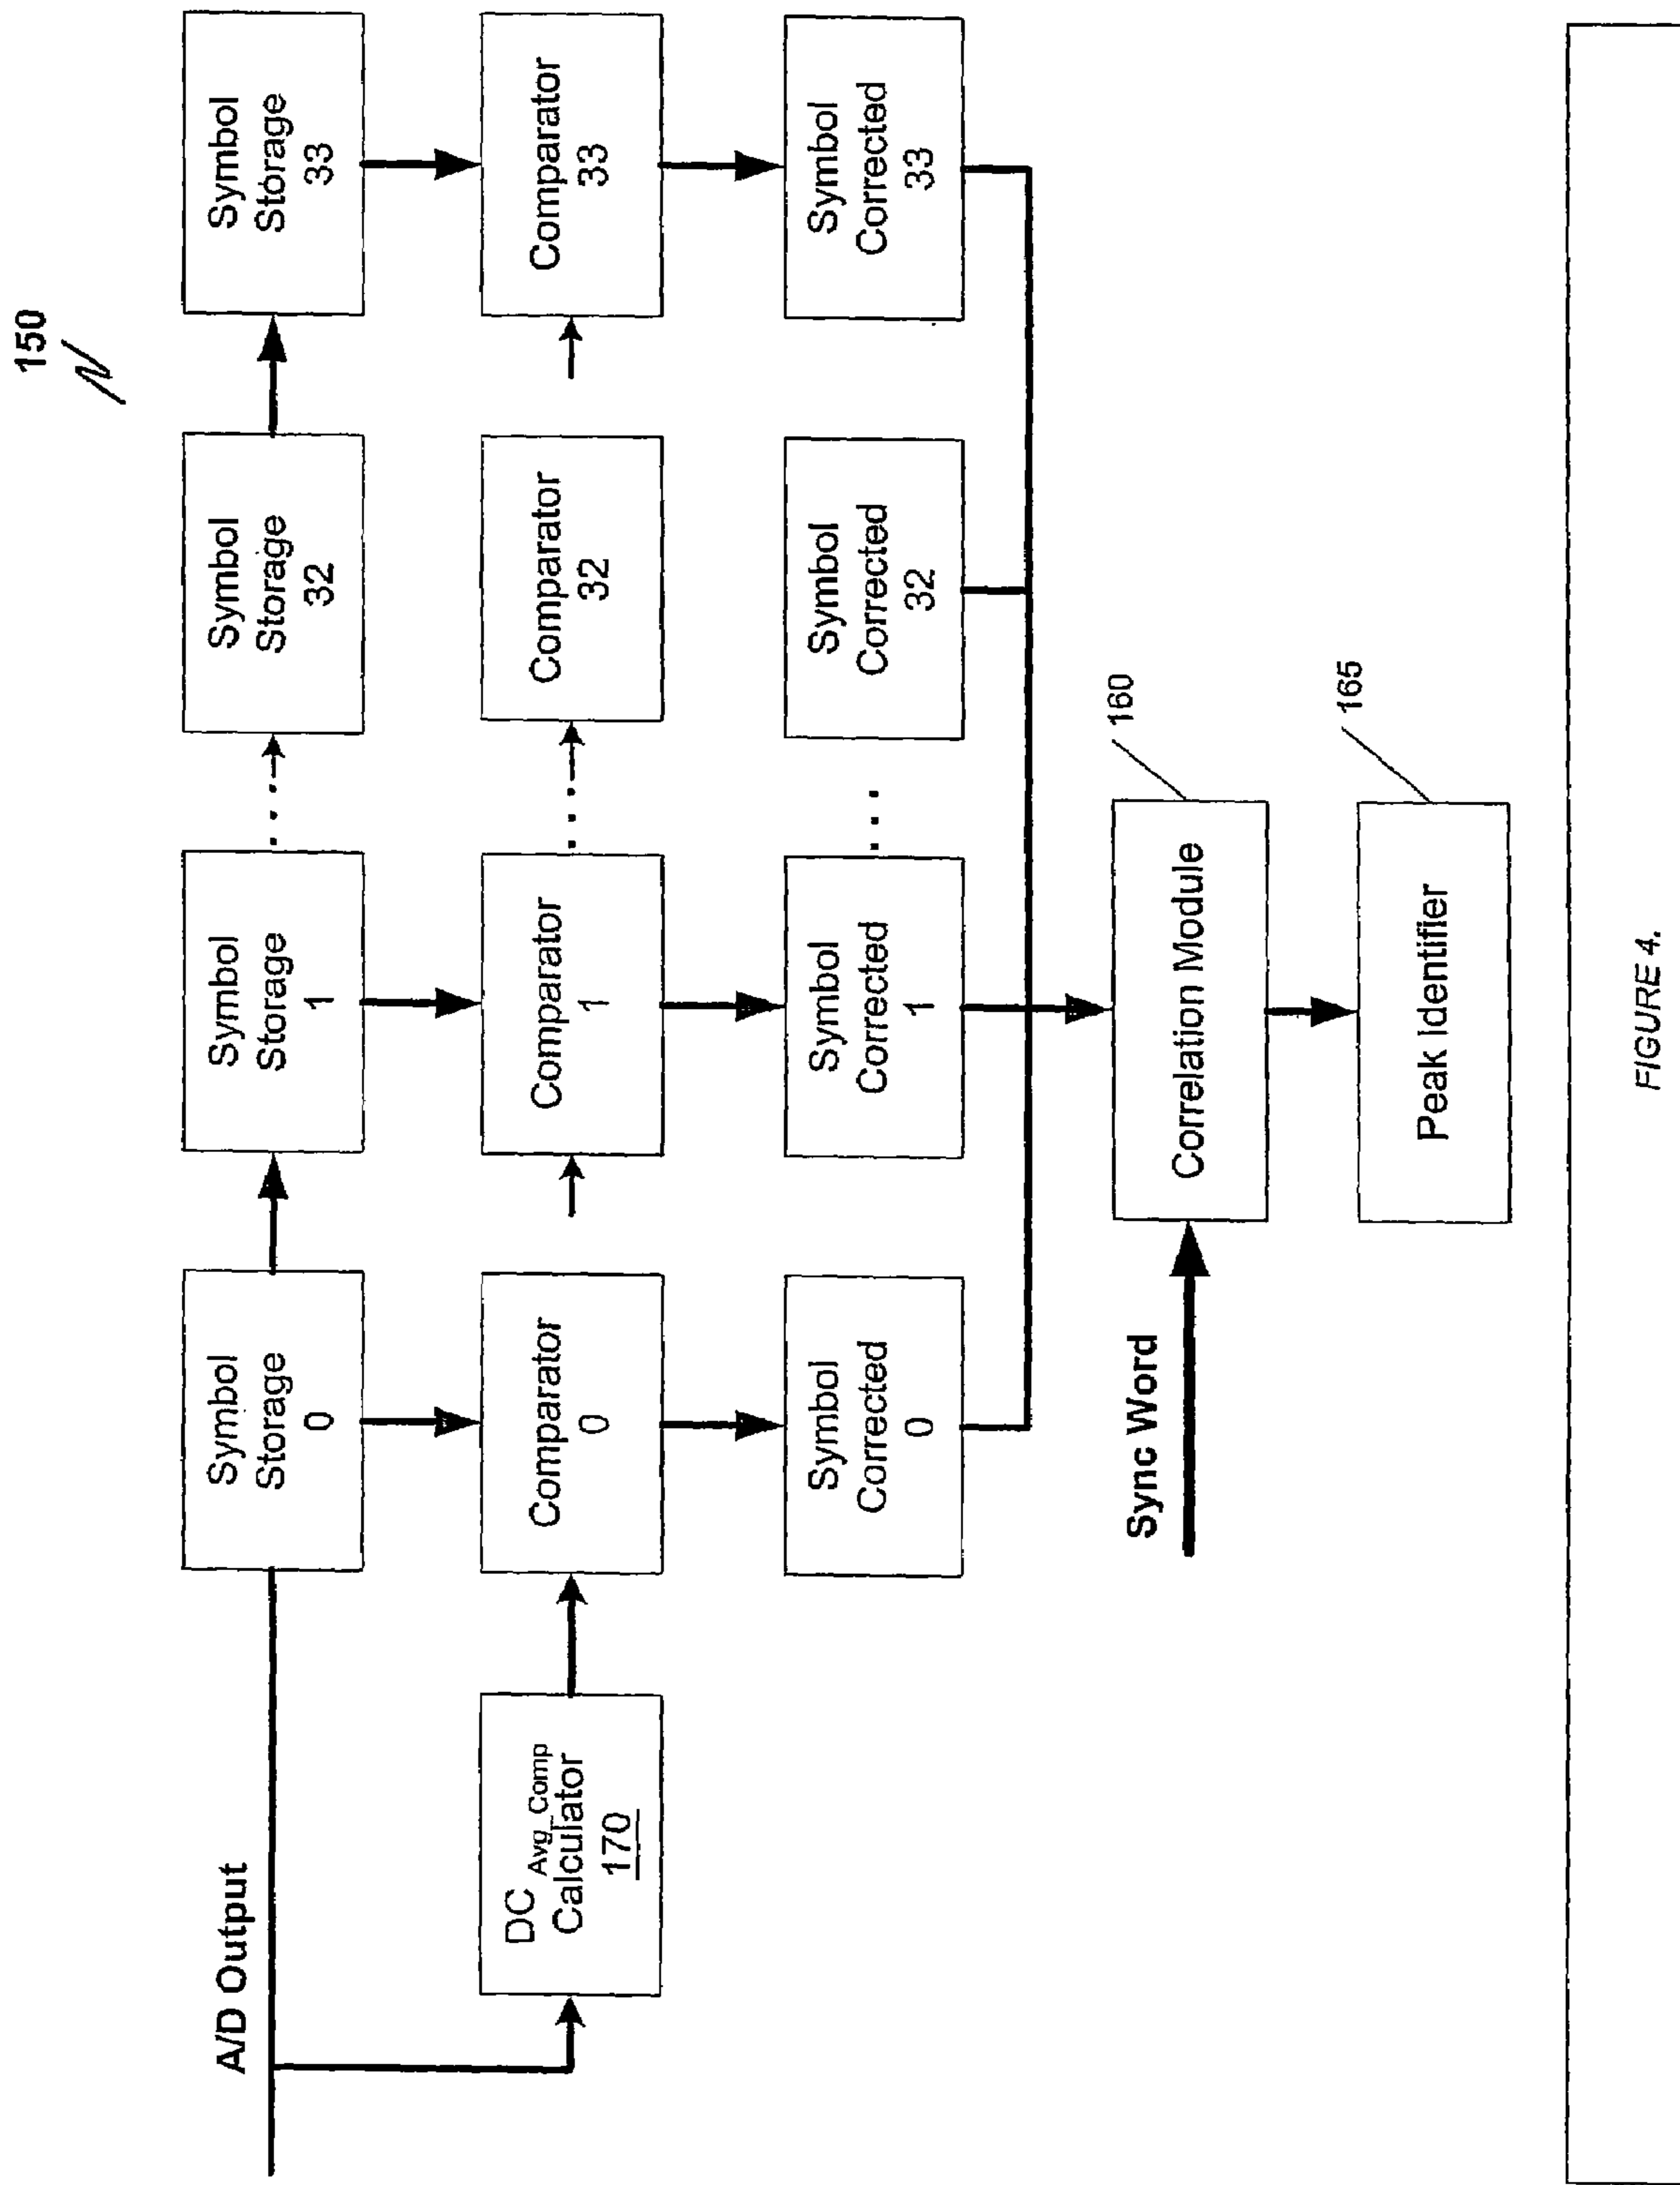 150
A/D Output
Symbol
Storage
0
Symbol
Storage
1
. . .
Symbol
Storage
32
Symbol
Storage
33
DC Avg_Comp
Calculator
170
Comparator
0
Comparator
1
. . .
Comparator
32
Comparator
33
Symbol
Corrected
0
Symbol
Corrected
1
. . .
Symbol
Corrected
32
Symbol
Corrected
33
Sync Word
Correlation Module
160
Peak Identifier
165
FIGURE 4.